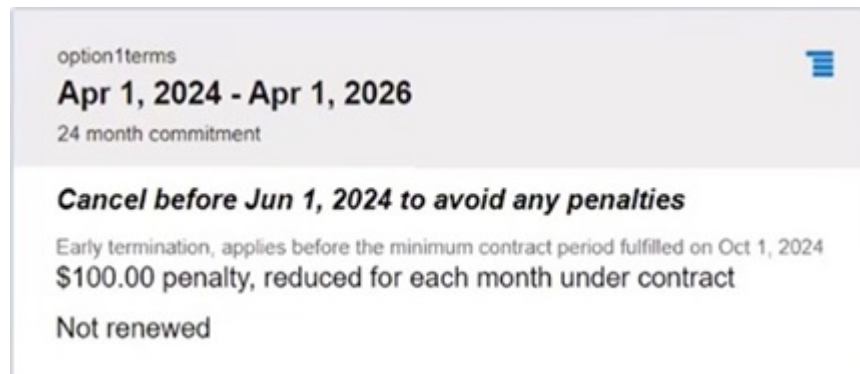 option1terms
Apr 1, 2024 - Apr 1, 2026
24 month commitment
Cancel before Jun 1, 2024 to avoid any penalties
Early termination, applies before the minimum contract period fulfilled on Oct 1, 2024
$100.00 penalty, reduced for each month under contract
Not renewed